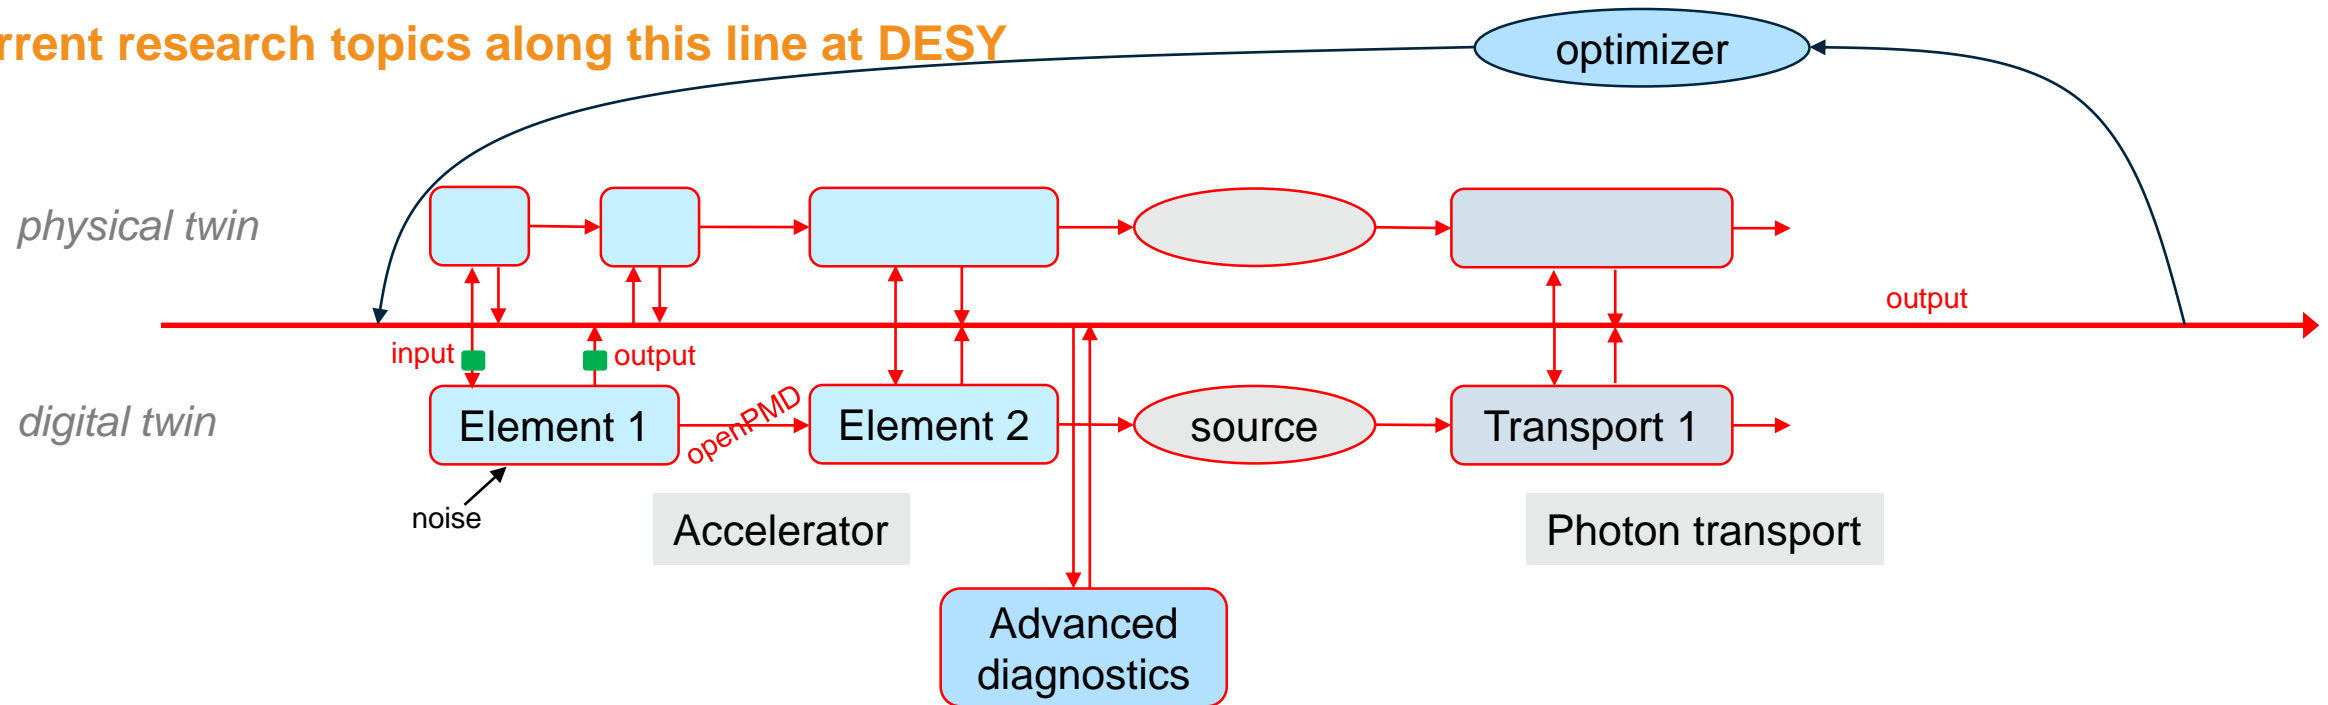 research topics along this line at DESY
optimizer
physical twin
output
input
output
digital twin
Element 1
openPMD
Element 2
source
Transport 1
noise
Accelerator
Photon transport
Advanced
diagnostics